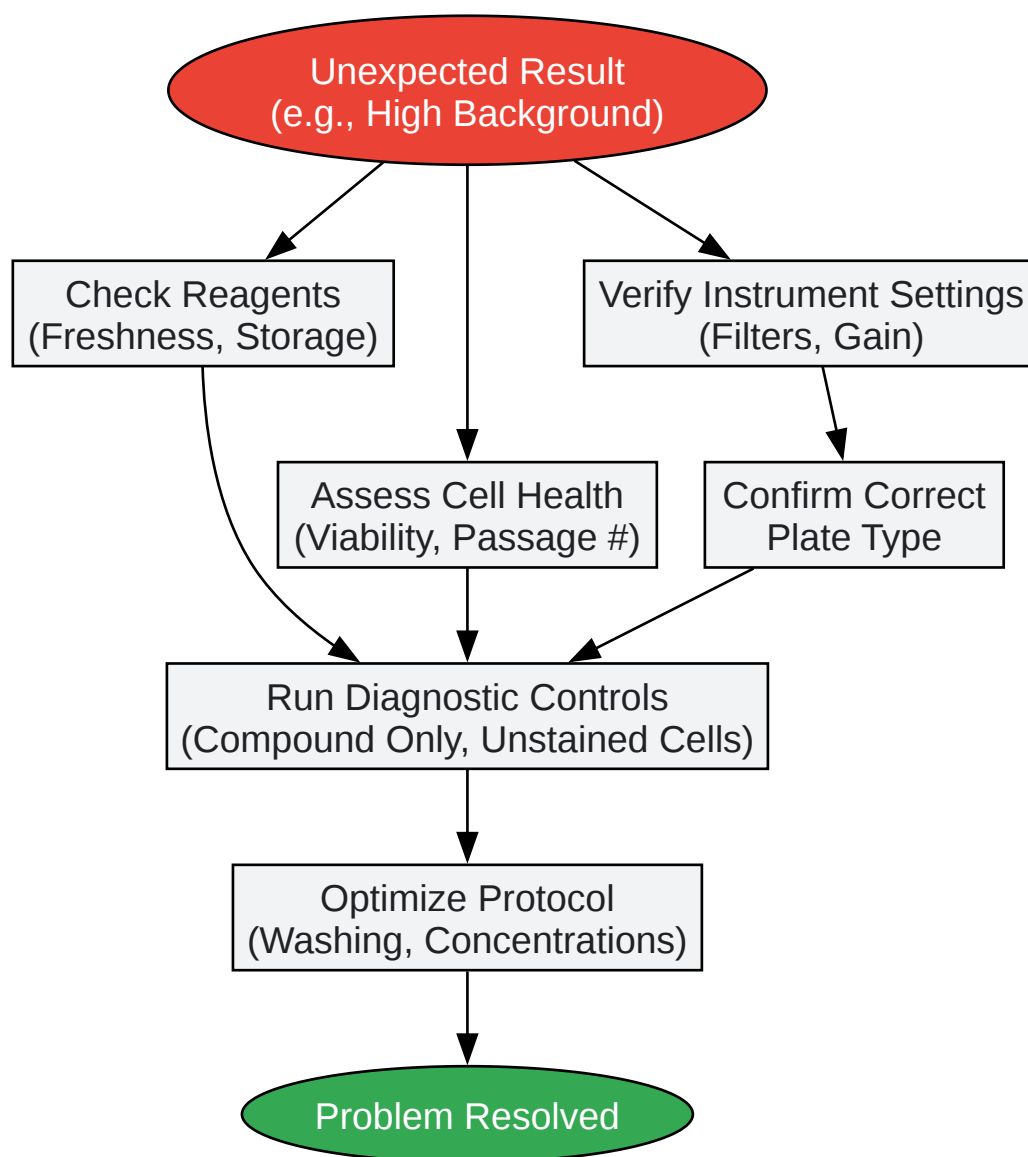 Unexpected Result
(e.g., High Background)
Check Reagents
(Freshness, Storage)
Verify Instrument Settings
(Filters, Gain)
Assess Cell Health
(Viability, Passage #)
Confirm Correct
Plate Type
Run Diagnostic Controls
(Compound Only, Unstained Cells)
Optimize Protocol
(Washing, Concentrations)
Problem Resolved